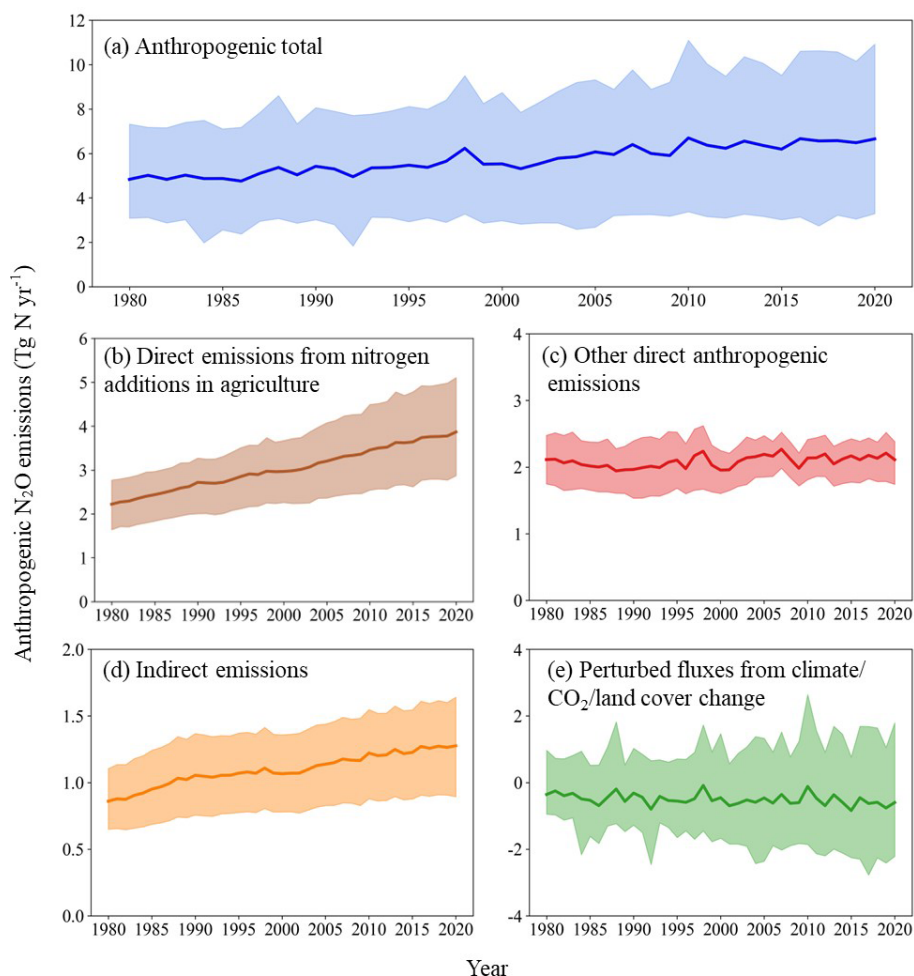 12
10
8
6
4
2
0
(a) Anthropogenic total
1980 1985 1990 1995 2000 2005 2010 2015 2020
Anthropogenic N₂O emissions (Tg N yr⁻¹)
6
5
4
3
2
1
0
(b) Direct emissions from nitrogen
additions in agriculture
1980 1985 1990 1995 2000 2005 2010 2015 2020
4
3
2
1
0
(c) Other direct anthropogenic
emissions
1980 1985 1990 1995 2000 2005 2010 2015 2020
2.0
1.5
1.0
0.5
0.0
(d) Indirect emissions
1980 1985 1990 1995 2000 2005 2010 2015 2020
4
2
0
-2
-4
(e) Perturbed fluxes from climate/
CO₂/land cover change
1980 1985 1990 1995 2000 2005 2010 2015 2020
Year